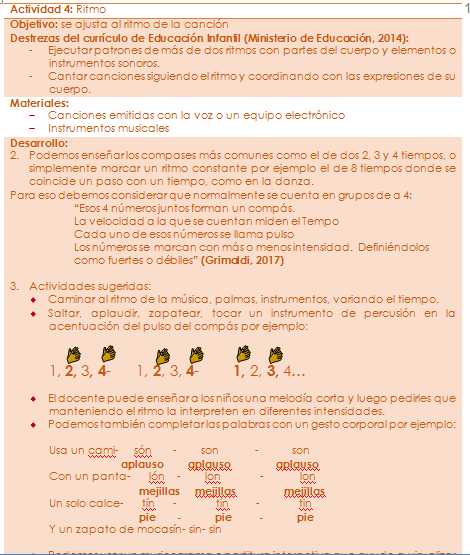 1
Actividad 4: Ritmo
Objetivo: se ajusta al ritmo de la canción
Destrezas del currículo de Educación Infantil (Ministerio de Educación, 2014):
- Ejecutar patrones de más de dos ritmos con partes del cuerpo y elementos o
instrumentos sonoros.
- Cantar canciones siguiendo el ritmo y coordinando con las expresiones de su
cuerpo.
Materiales:
– Canciones emitidas con la voz o un equipo electrónico
– Instrumentos musicales
Desarrollo:
2. Podemos enseñar los compases más comunes como el de dos 2, 3 y 4 tiempos, o
simplemente marcar un ritmo constante por ejemplo el de 8 tiempos donde se
coincide un paso con un tiempo, como en la danza.
Para eso debemos considerar que normalmente se cuenta en grupos de a 4:
"Esos 4 números juntos forman un compás.
La velocidad a la que se cuentan miden el Tempo
Cada uno de esos números se llama pulso
Los números se marcan con más o menos intensidad. Definiéndolos
como fuertes o débiles" (Grimaldi, 2017)
3. Actividades sugeridas:
♦ Caminar al ritmo de la música, palmas, instrumentos, variando el tiempo.
♦ Saltar, aplaudir, zapatear, tocar un instrumento de percusión en la
acentuación del pulso del compás por ejemplo:
1, 2, 3, 4- 1, 2, 3, 4- 1, 2, 3, 4…
♦ El docente puede enseñar a los niños una melodía corta y luego pedirles que
manteniendo el ritmo la interpreten en diferentes intensidades.
♦ Podemos también completar las palabras con un gesto corporal por ejemplo:
Usa un cami- són - son - son
aplauso aplauso aplauso
Con un panta- lón - lon - lon
mejillas mejillas mejillas
Un solo calce- tín - tin - tin
pie - pie - pie
Y un zapato de mocasín- sin- sin